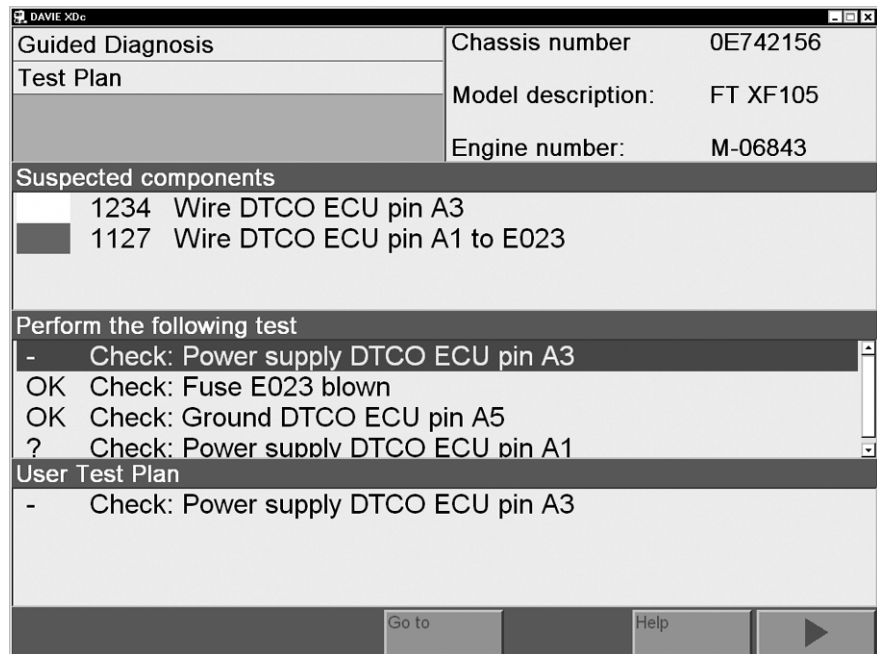 DAVIE XDc
Guided Diagnosis
Test Plan
Chassis number 0E742156
Model description: FT XF105
Engine number: M-06843
Suspected components
1234 Wire DTCO ECU pin A3
1127 Wire DTCO ECU pin A1 to E023
Perform the following test
- Check: Power supply DTCO ECU pin A3
OK Check: Fuse E023 blown
OK Check: Ground DTCO ECU pin A5
? Check: Power supply DTCO ECU pin A1
User Test Plan
- Check: Power supply DTCO ECU pin A3
Go to
Help